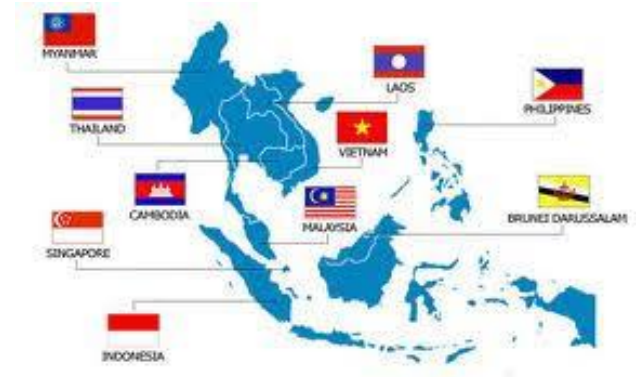 MYANMAR
LAOS
PHILIPPINES
THAILAND
VIETNAM
CAMBODIA
MALAYSIA
BRUNEI DARUSSALAM
SINGAPORE
INDONESIA